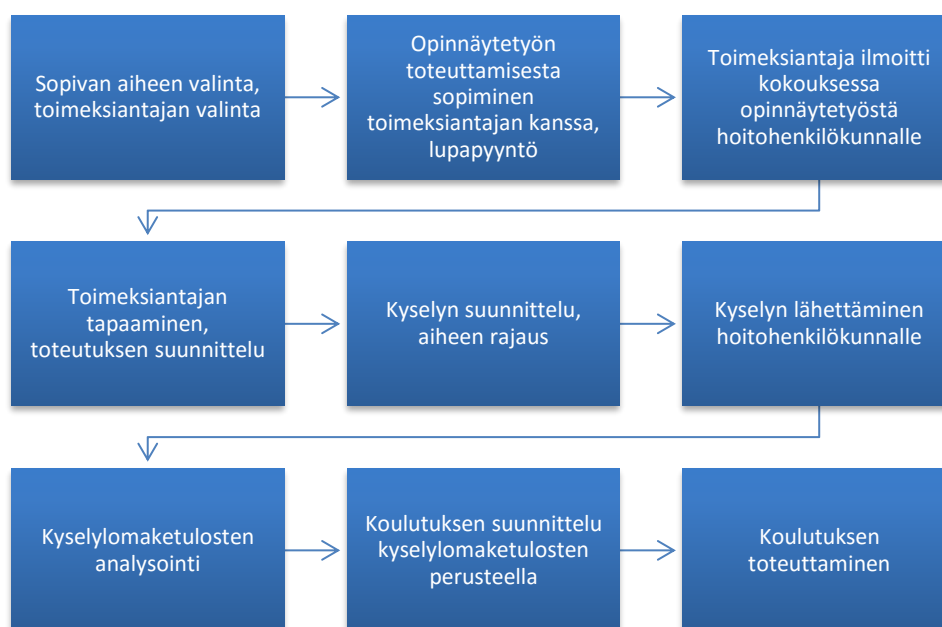 Sopivan aiheen valinta,
toimeksiantajan valinta
Opinnäytetyön
toteuttamisesta
sopiminen
toimeksiantajan kanssa,
lupapyyntö
Toimeksiantaja ilmoitti
kokouksessa
opinnäytetyöstä
hoitohenkilökunnalle
Toimeksiantajan
tapaaminen,
toteutuksen suunnittelu
Kyselyn suunnittelu,
aiheen rajaus
Kyselyn lähettäminen
hoitohenkilökunnalle
Kyselylomaketulosten
analysointi
Koulutuksen suunnittelu
kyselylomaketulosten
perusteella
Koulutuksen
toteuttaminen